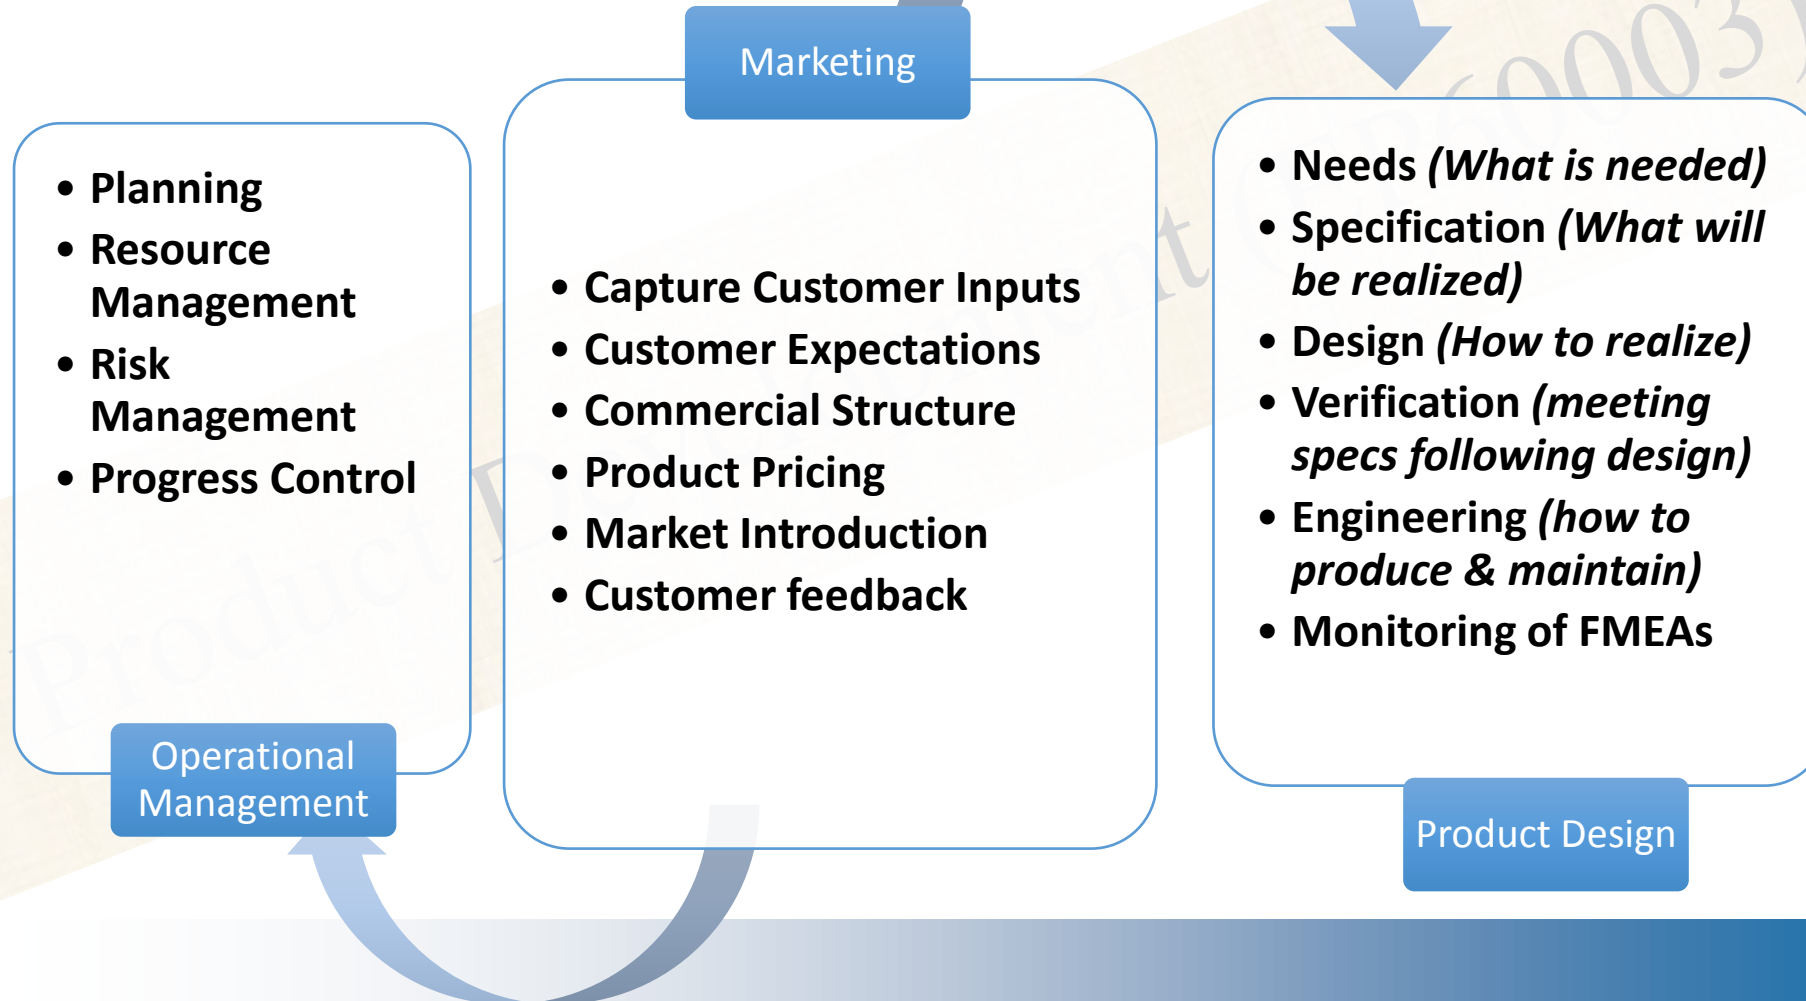 Marketing
• Planning
• Resource
Management
• Risk
Management
• Progress Control
Operational
Management
• Capture Customer Inputs
• Customer Expectations
• Commercial Structure
• Product Pricing
• Market Introduction
• Customer feedback
• Needs (What is needed)
• Specification (What will
be realized)
• Design (How to realize)
• Verification (meeting
specs following design)
• Engineering (how to
produce & maintain)
• Monitoring of FMEAs
Product Design
Product Development